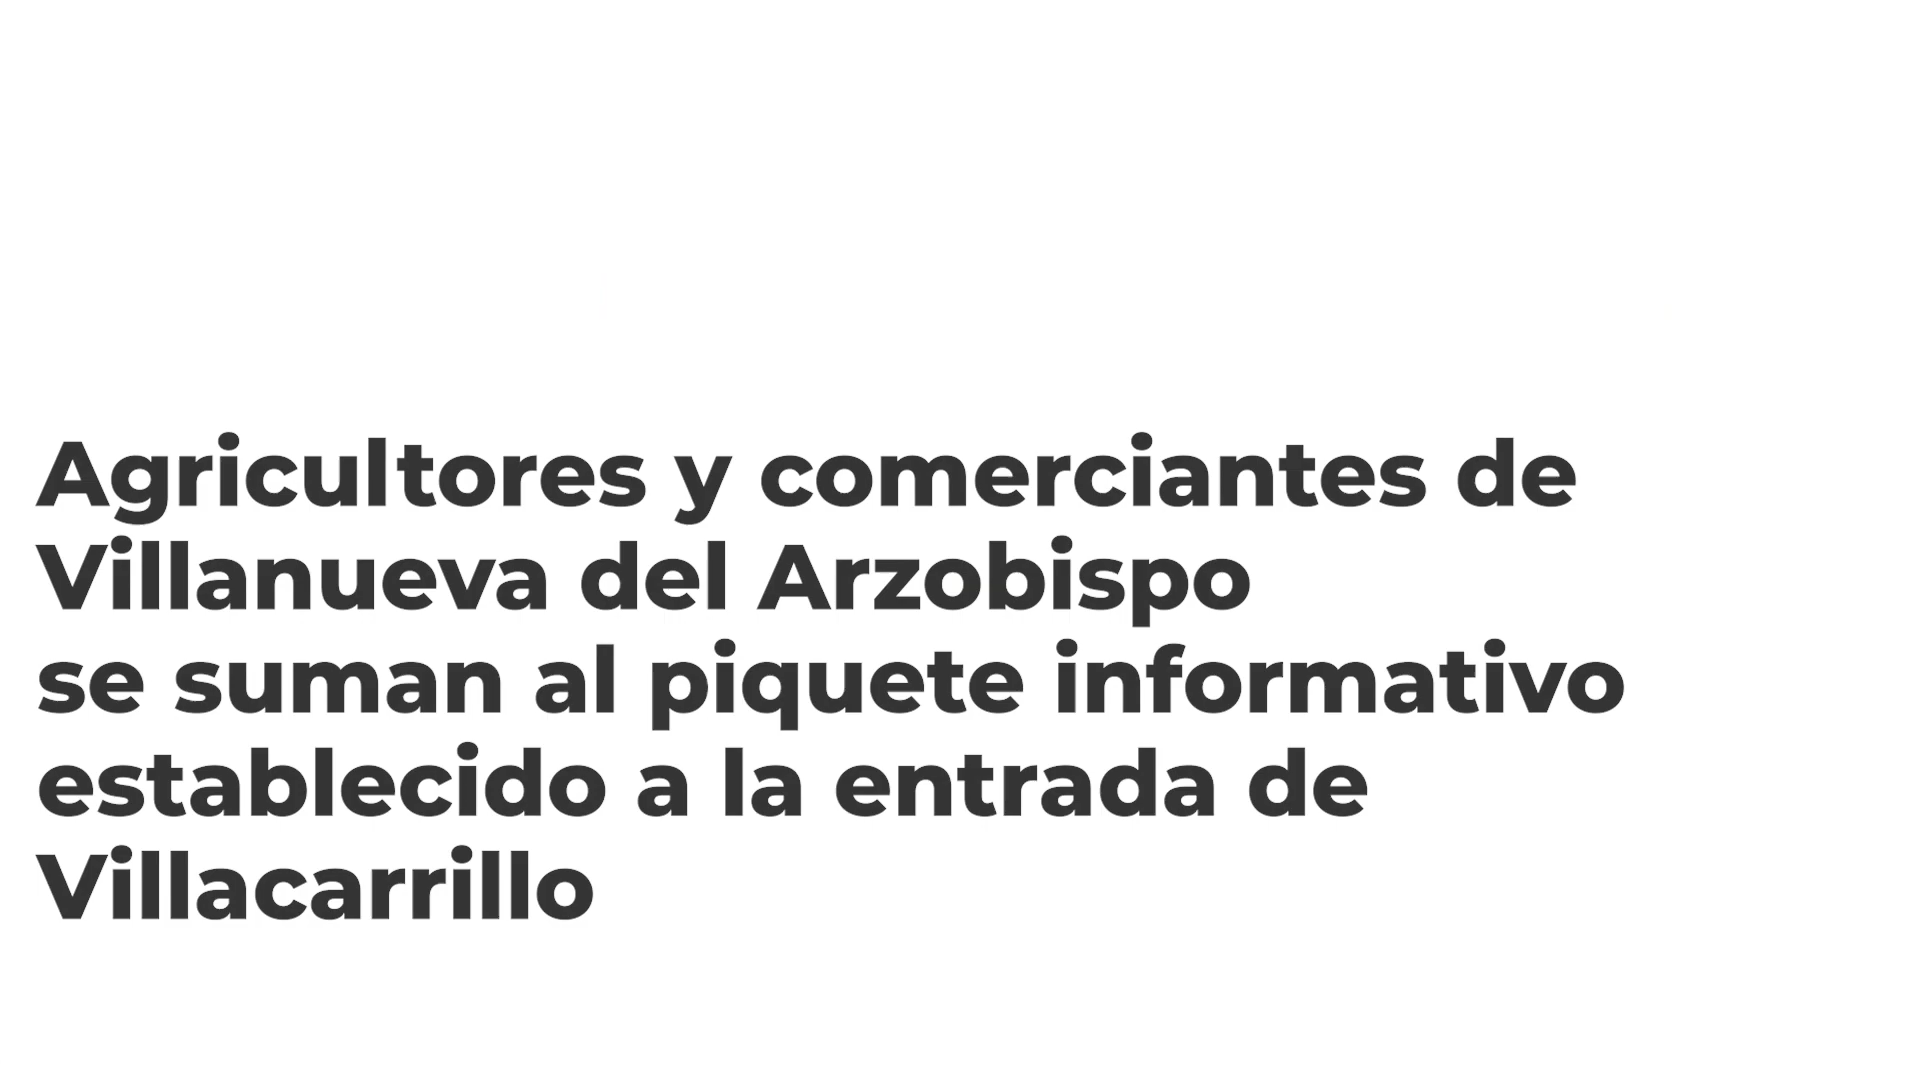 Agricultores y comerciantes de
Villanueva del Arzobispo
se suman al piquete informativo
establecido a la entrada de
Villacarrillo